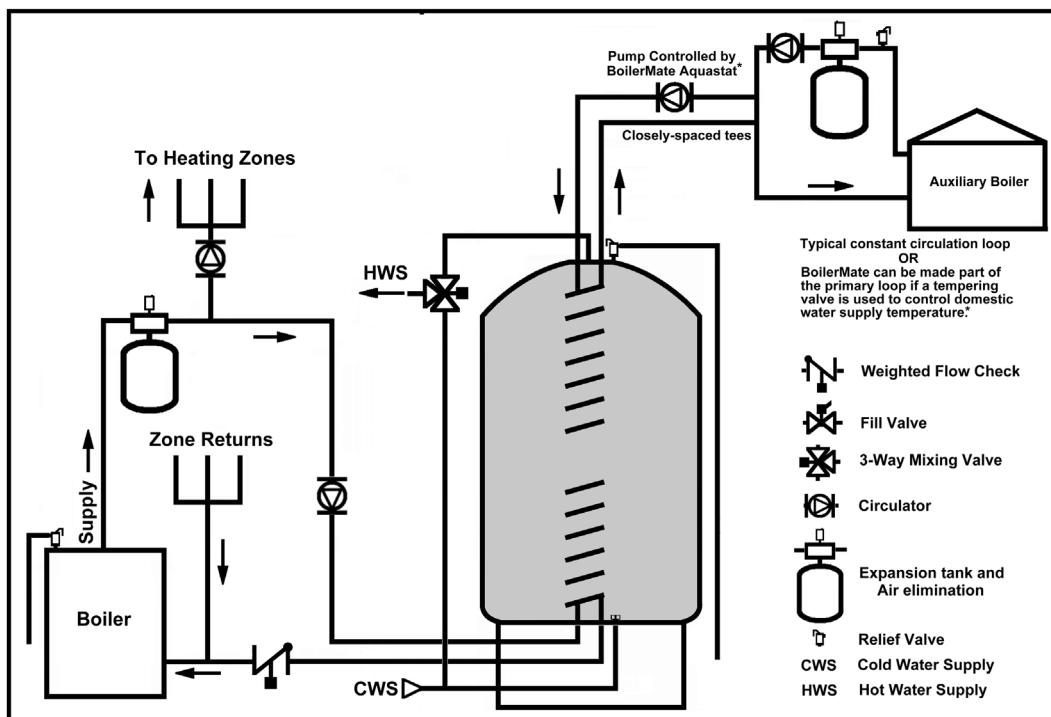 Pump Controlled by
BoilerMate Aquastat*
Closely-spaced tees
To Heating Zones
Auxiliary Boiler
HWS
Typical constant circulation loop
OR
BoilerMate can be made part of
the primary loop if a tempering
valve is used to control domestic
water supply temperature.*
Weighted Flow Check
Fill Valve
Zone Returns
3-Way Mixing Valve
Supply
Circulator
Expansion tank and
Air elimination
Boiler
Relief Valve
CWS
CWS Cold Water Supply
HWS Hot Water Supply